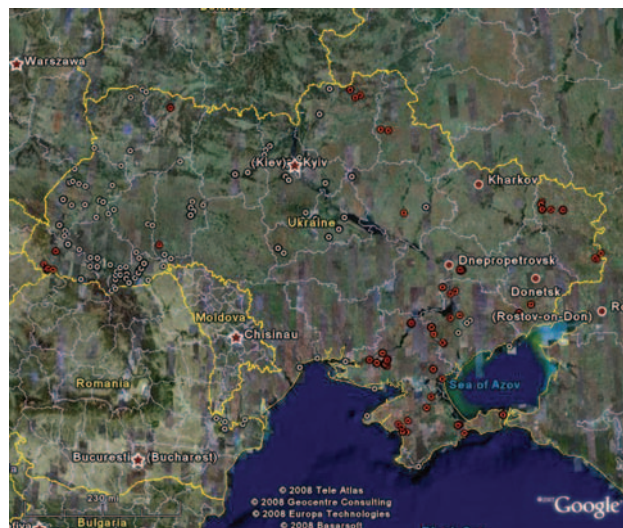 Warszawa
(Kiev) Kyiv
Kharkov
Ukraine
Dnepropetrovsk
Donetsk
(Rostov-on-Don)
Moldova
Chisinau
Romania
Sea of Azov
Bucuresti (Bucharest)
230 mi
Bulgaria
© 2008 Tele Atlas
© 2008 Geocentre Consulting
© 2008 Europa Technologies
© 2008 Basarsoft
Google